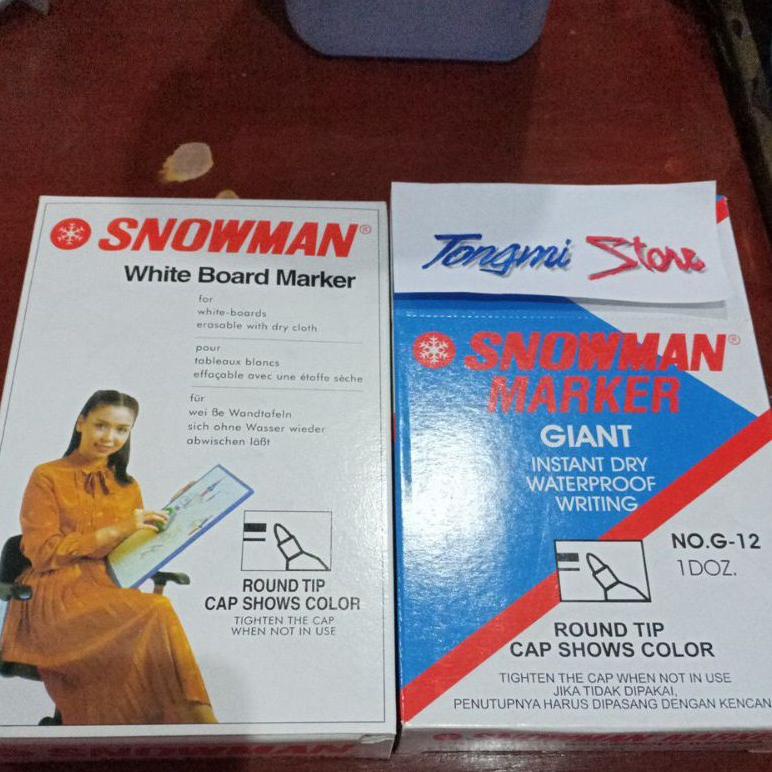 SNOWMAN®
White Board Marker
for
white-boards
erasable with dry cloth
pour
tableaux blancs
effaçable avec une étoffe sèche
für
wei ße Wandtafeln
sich ohne Wasser wieder
abwischen läßt
ROUND TIP
CAP SHOWS COLOR
TIGHTEN THE CAP
WHEN NOT IN USE
SNOWMAN
Tongmi Store
SNOWMAN®
MARKER
GIANT
INSTANT DRY
WATERPROOF
WRITING
NO.G-12
1DOZ.
ROUND TIP
CAP SHOWS COLOR
TIGHTEN THE CAP WHEN NOT IN USE
JIKA TIDAK DIPAKAI,
PENUTUPNYA HARUS DIPASANG DENGAN KENCAN